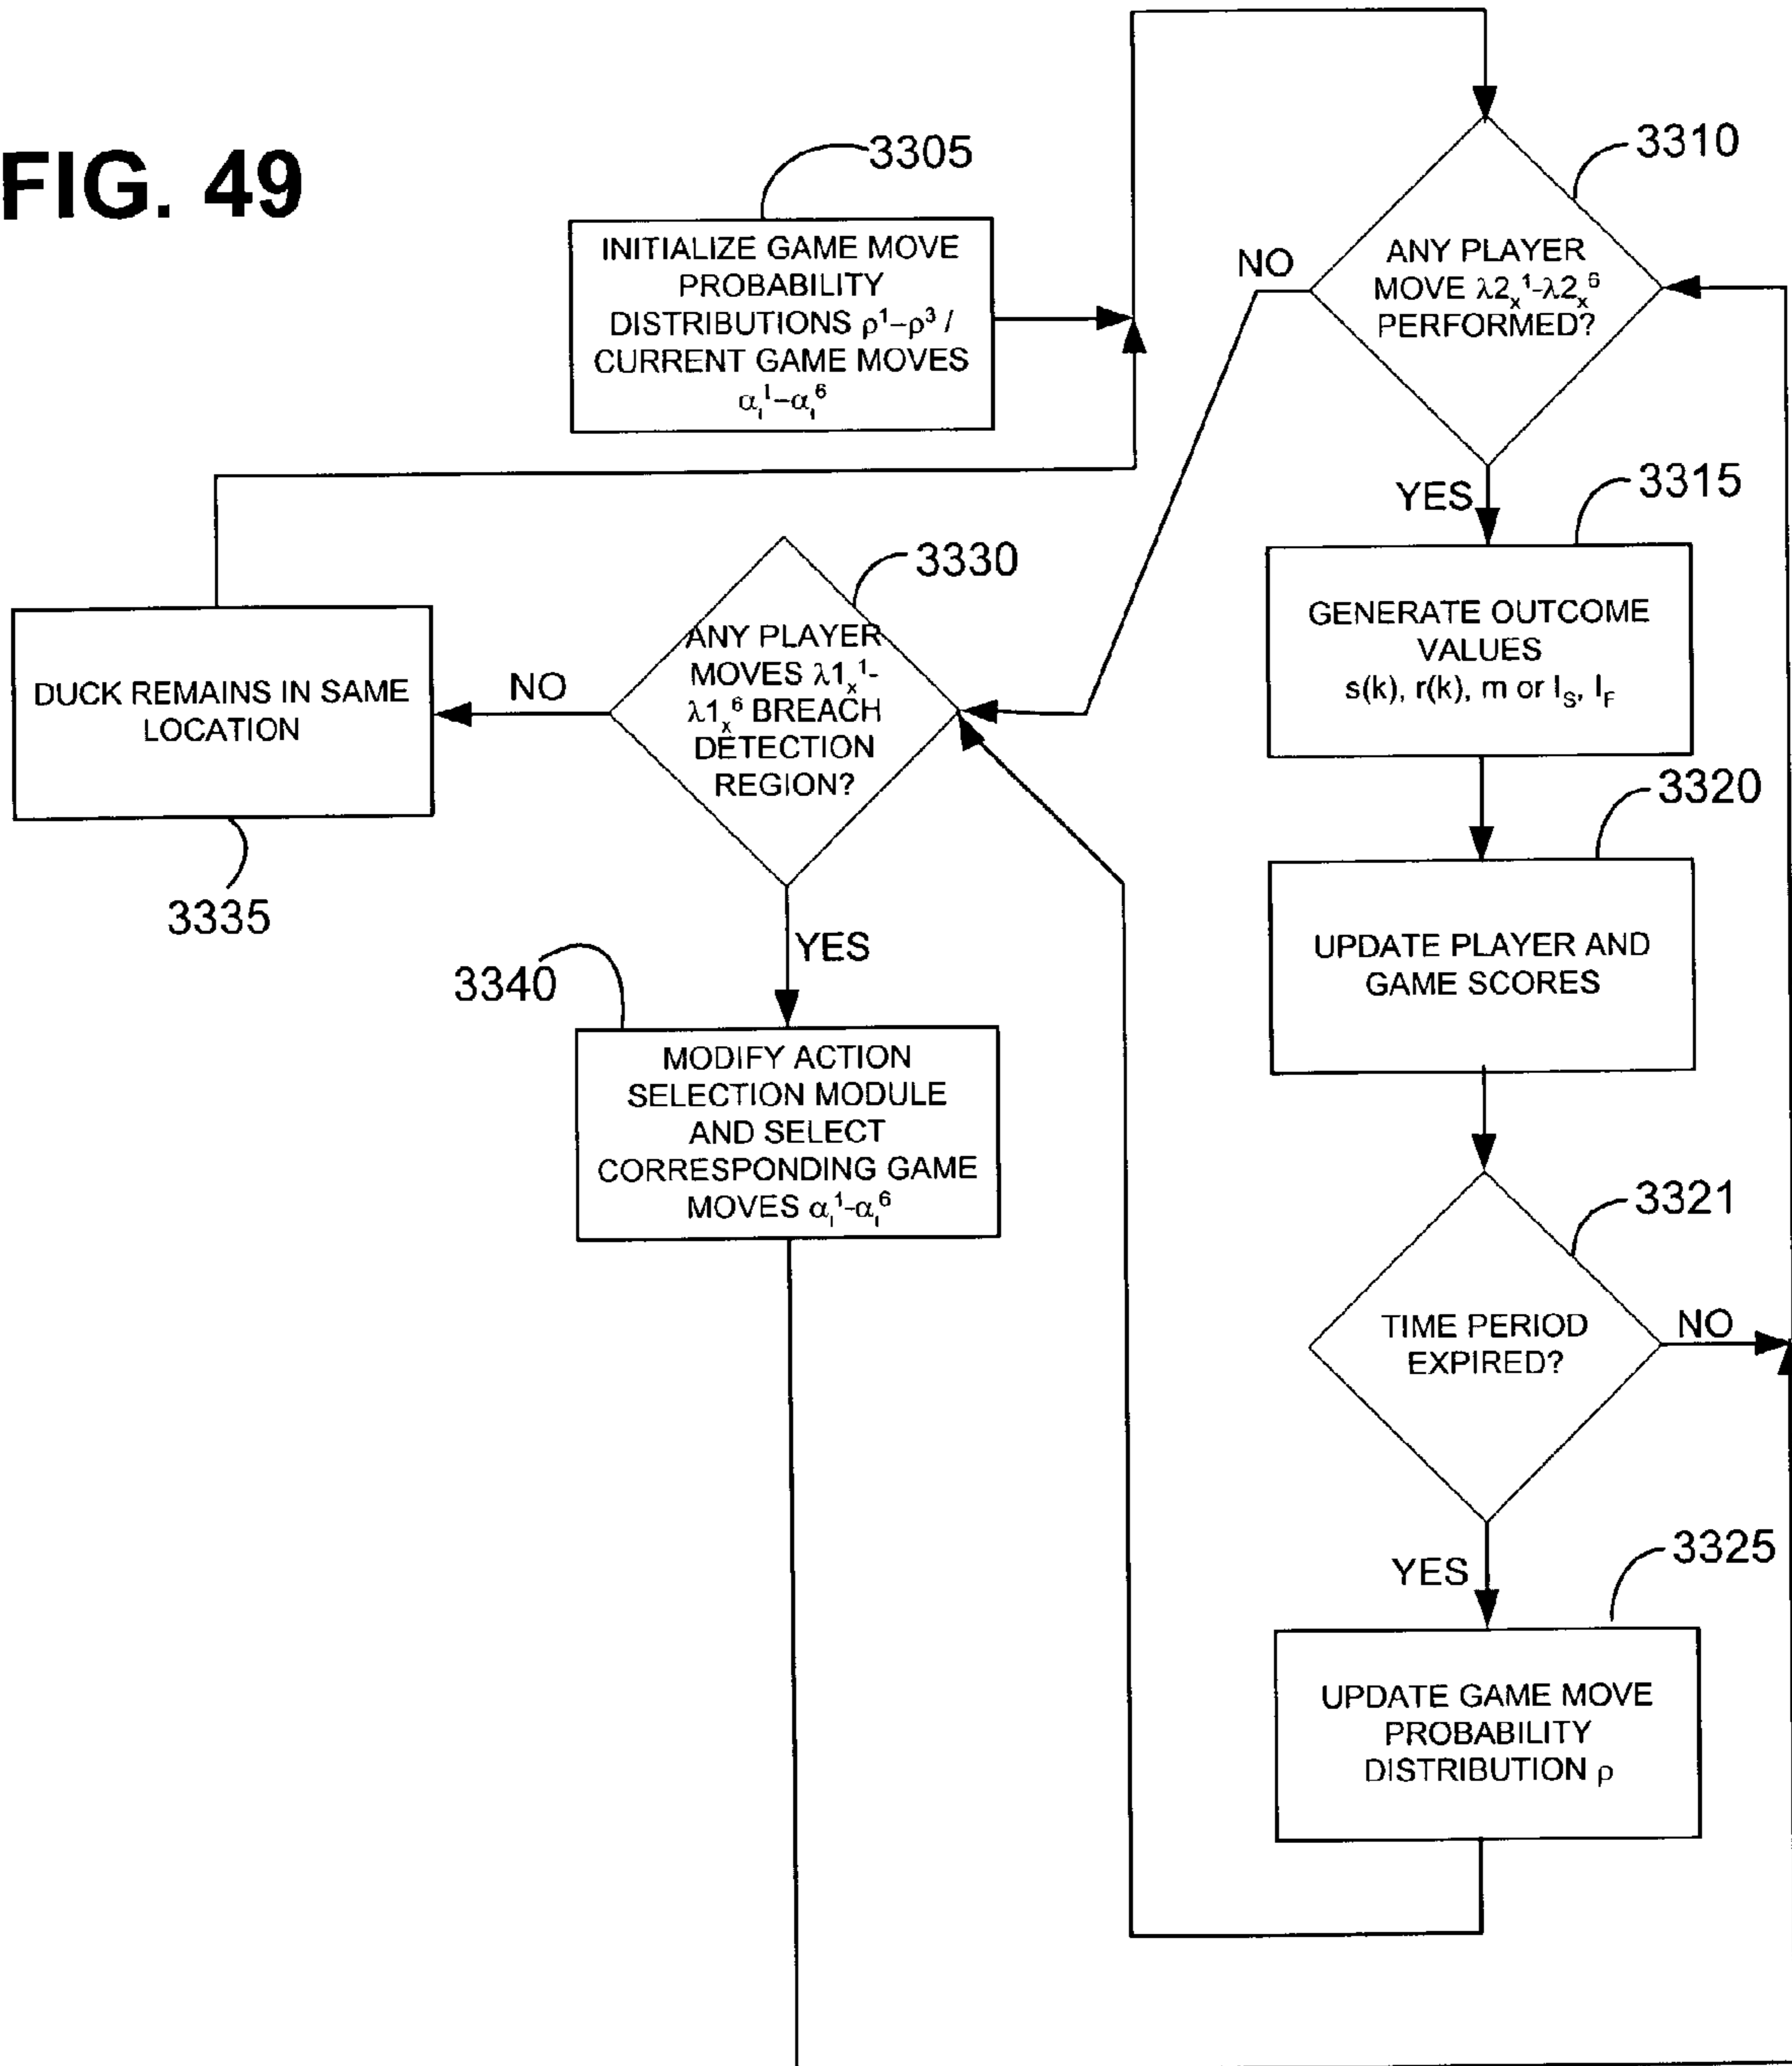 FIG. 49
3305
INITIALIZE GAME MOVE
PROBABILITY
DISTRIBUTIONS ρ¹–ρ³ /
CURRENT GAME MOVES
αᵢ¹–αᵢ⁶
3310
ANY PLAYER
MOVE λ2ₓ¹-λ2ₓ⁶
PERFORMED?
NO
YES
3315
GENERATE OUTCOME
VALUES
s(k), r(k), m or I_S, I_F
3320
UPDATE PLAYER AND
GAME SCORES
3321
TIME PERIOD
EXPIRED?
NO
YES
3325
UPDATE GAME MOVE
PROBABILITY
DISTRIBUTION ρ
3330
ANY PLAYER
MOVES λ1ₓ¹-
λ1ₓ⁶ BREACH
DETECTION
REGION?
NO
DUCK REMAINS IN SAME
LOCATION
3335
YES
3340
MODIFY ACTION
SELECTION MODULE
AND SELECT
CORRESPONDING GAME
MOVES αᵢ¹-αᵢ⁶